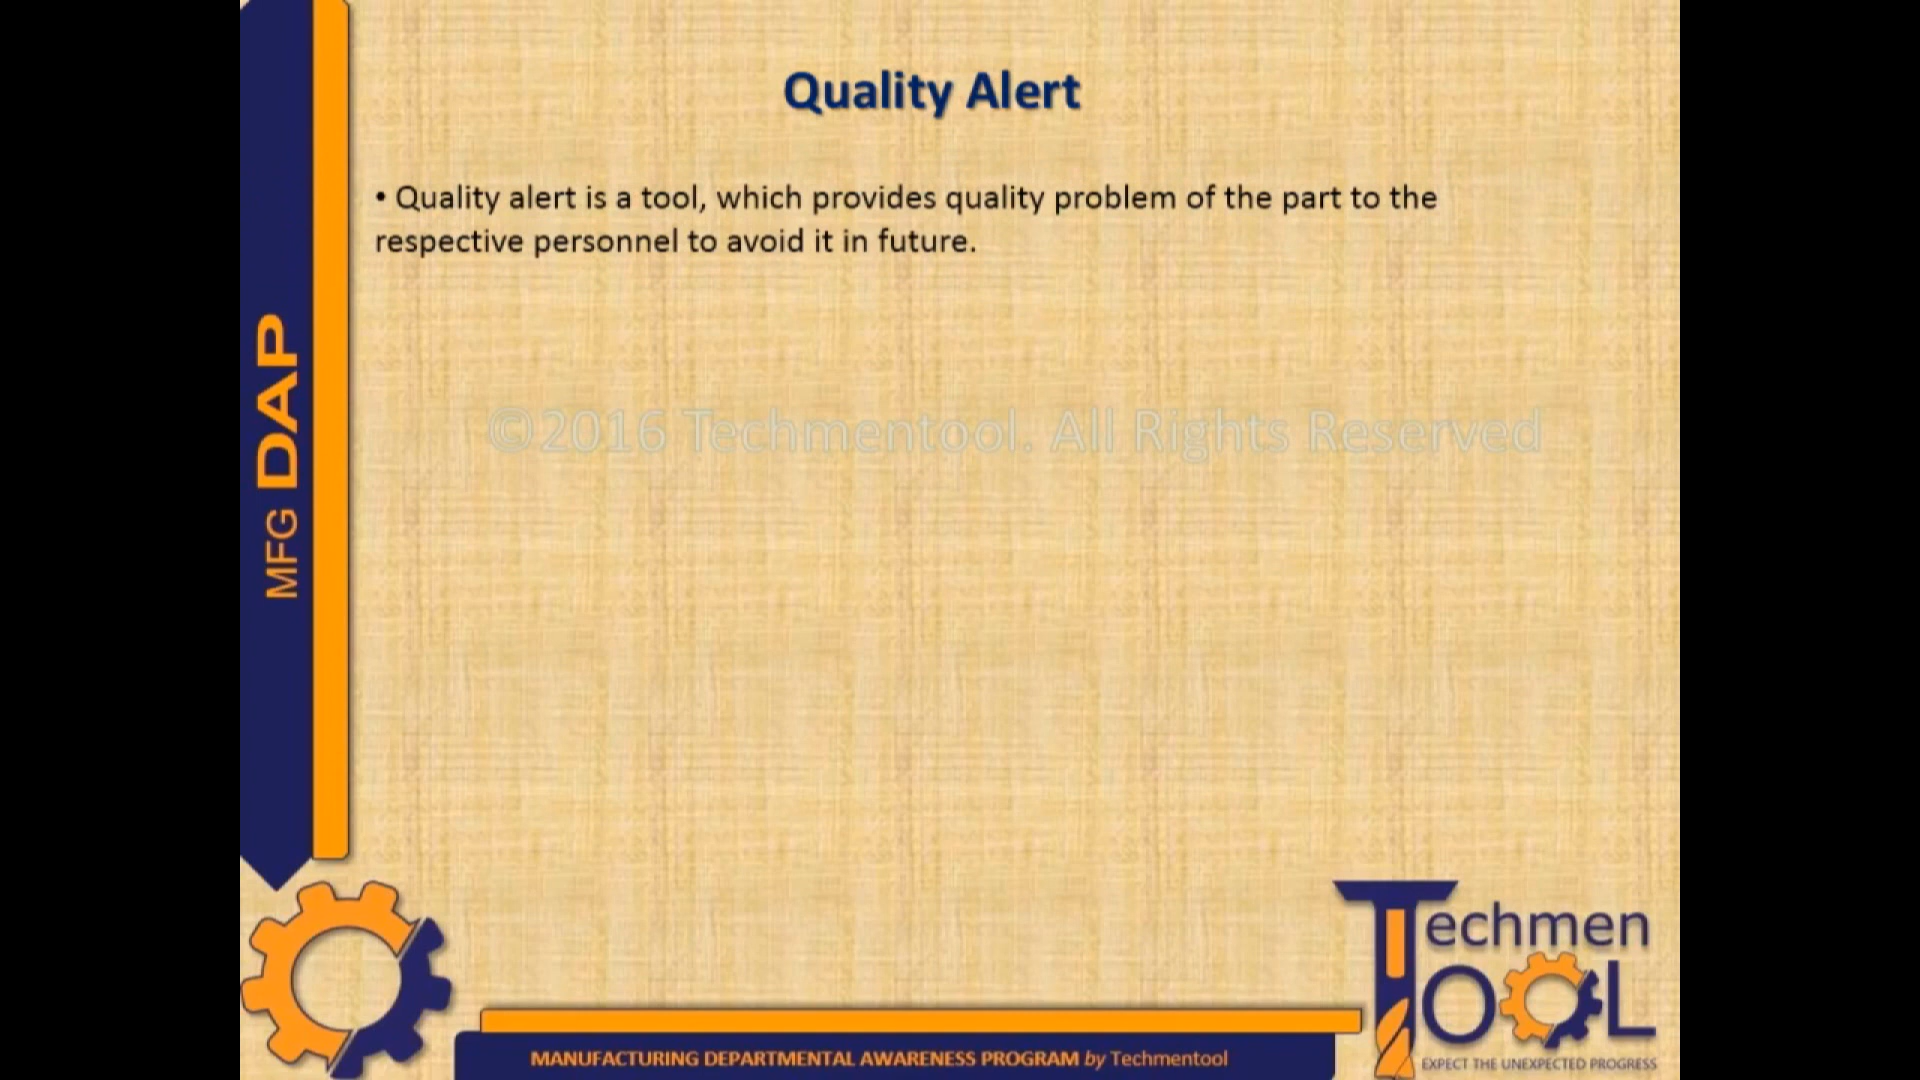 Quality Alert
• Quality alert is a tool, which provides quality problem of the part to the
respective personnel to avoid it in future.
©2016 Techmentool. All Rights Reserved
MFG DAP
Techmen
TOOL
EXPECT THE UNEXPECTED PROGRESS
MANUFACTURING DEPARTMENTAL AWARENESS PROGRAM by Techmentool